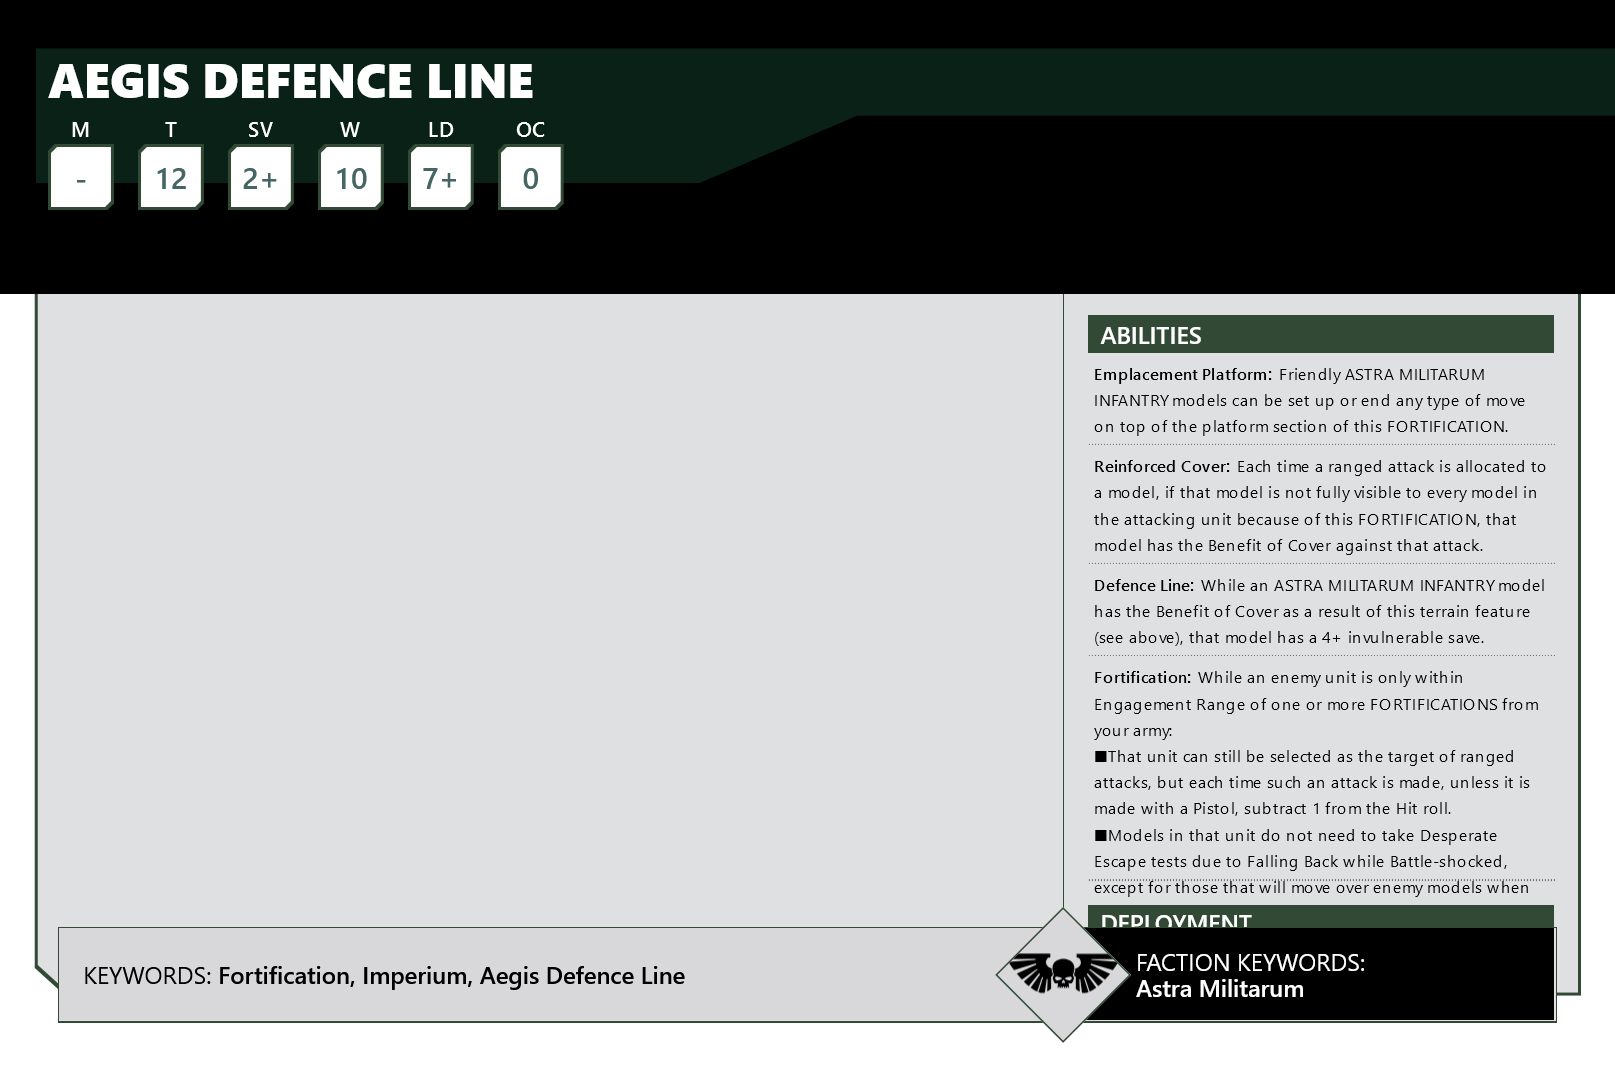 AEGIS DEFENCE LINE
M T SV W LD OC
- 12 2+ 10 7+ 0
ABILITIES
Emplacement Platform: Friendly ASTRA MILITARUM
INFANTRY models can be set up or end any type of move
on top of the platform section of this FORTIFICATION.
Reinforced Cover: Each time a ranged attack is allocated to
a model, if that model is not fully visible to every model in
the attacking unit because of this FORTIFICATION, that
model has the Benefit of Cover against that attack.
Defence Line: While an ASTRA MILITARUM INFANTRY model
has the Benefit of Cover as a result of this terrain feature
(see above), that model has a 4+ invulnerable save.
Fortification: While an enemy unit is only within
Engagement Range of one or more FORTIFICATIONS from
your army:
■That unit can still be selected as the target of ranged
attacks, but each time such an attack is made, unless it is
made with a Pistol, subtract 1 from the Hit roll.
■Models in that unit do not need to take Desperate
Escape tests due to Falling Back while Battle-shocked,
except for those that will move over enemy models when
DEPLOYMENT
KEYWORDS: Fortification, Imperium, Aegis Defence Line
FACTION KEYWORDS:
Astra Militarum